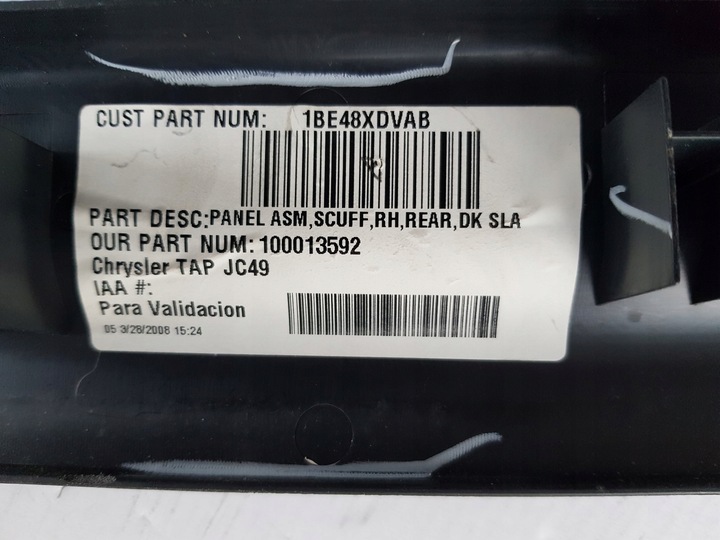 CUST PART NUM: 1BE48XDVAB
PART DESC:PANEL ASM,SCUFF,RH,REAR,DK SLA
OUR PART NUM:100013592
Chrysler TAP JC49
IAA #:
Para Validacion
05 3/28/2008 15:24